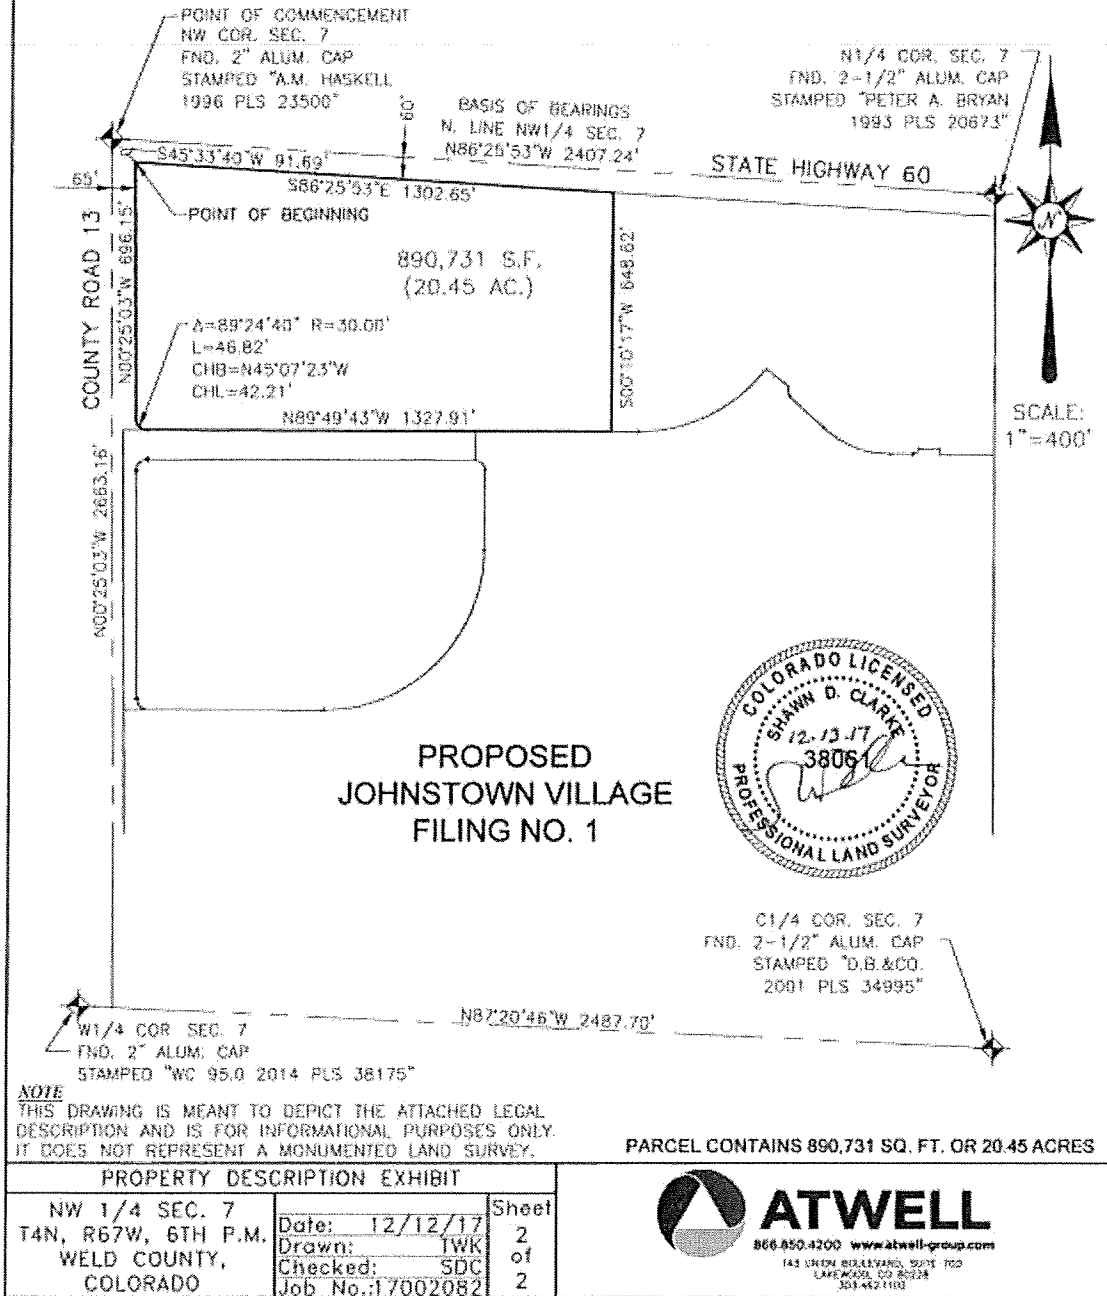 POINT OF COMMENCEMENT
NW COR. SEC. 7
FND. 2" ALUM. CAP
STAMPED "A.M. HASKELL
1996 PLS 23500"
N1/4 COR. SEC. 7
FND. 2-1/2" ALUM. CAP
STAMPED "PETER A. BRYAN
1993 PLS 20673"
60'
BASIS OF BEARINGS
N. LINE NW1/4 SEC. 7
N86°25'53"W 2407.24'
STATE HIGHWAY 60
S45°33'40"W 91.69'
S86°25'53"E 1302.65'
65'
POINT OF BEGINNING
N
COUNTY ROAD 13
N00°25'03"W 696.15'
890,731 S.F.
(20.45 AC.)
S00°10'17"W 648.62'
Δ=89°24'40" R=30.00'
L=46.82'
CHB=N45°07'23"W
CHL=42.21'
N89°49'43"W 1327.91'
SCALE:
1"=400'
N00°25'03"W 2663.16'
COLORADO LICENSED
SHAWN D. CLARKE
12.13.17
38061
PROFESSIONAL LAND SURVEYOR
PROPOSED
JOHNSTOWN VILLAGE
FILING NO. 1
C1/4 COR. SEC. 7
FND. 2-1/2" ALUM. CAP
STAMPED "D.B.&CO.
2001 PLS 34995"
N87°20'46"W 2487.70'
W1/4 COR SEC. 7
FND. 2" ALUM. CAP
STAMPED "WC 95.0 2014 PLS 38175"
NOTE
THIS DRAWING IS MEANT TO DEPICT THE ATTACHED LEGAL
DESCRIPTION AND IS FOR INFORMATIONAL PURPOSES ONLY.
IT DOES NOT REPRESENT A MONUMENTED LAND SURVEY.
PARCEL CONTAINS 890,731 SQ. FT. OR 20.45 ACRES
PROPERTY DESCRIPTION EXHIBIT
NW 1/4 SEC. 7
T4N, R67W, 6TH P.M.
WELD COUNTY,
COLORADO
Date: 12/12/17
Drawn: TWK
Checked: SDC
Job No.:17002082
Sheet
2
of
2
ATWELL
866.850.4200 www.atwell-group.com
143 UNION BOULEVARD, SUITE 700
LAKEWOOD, CO 80228
303.462.1100